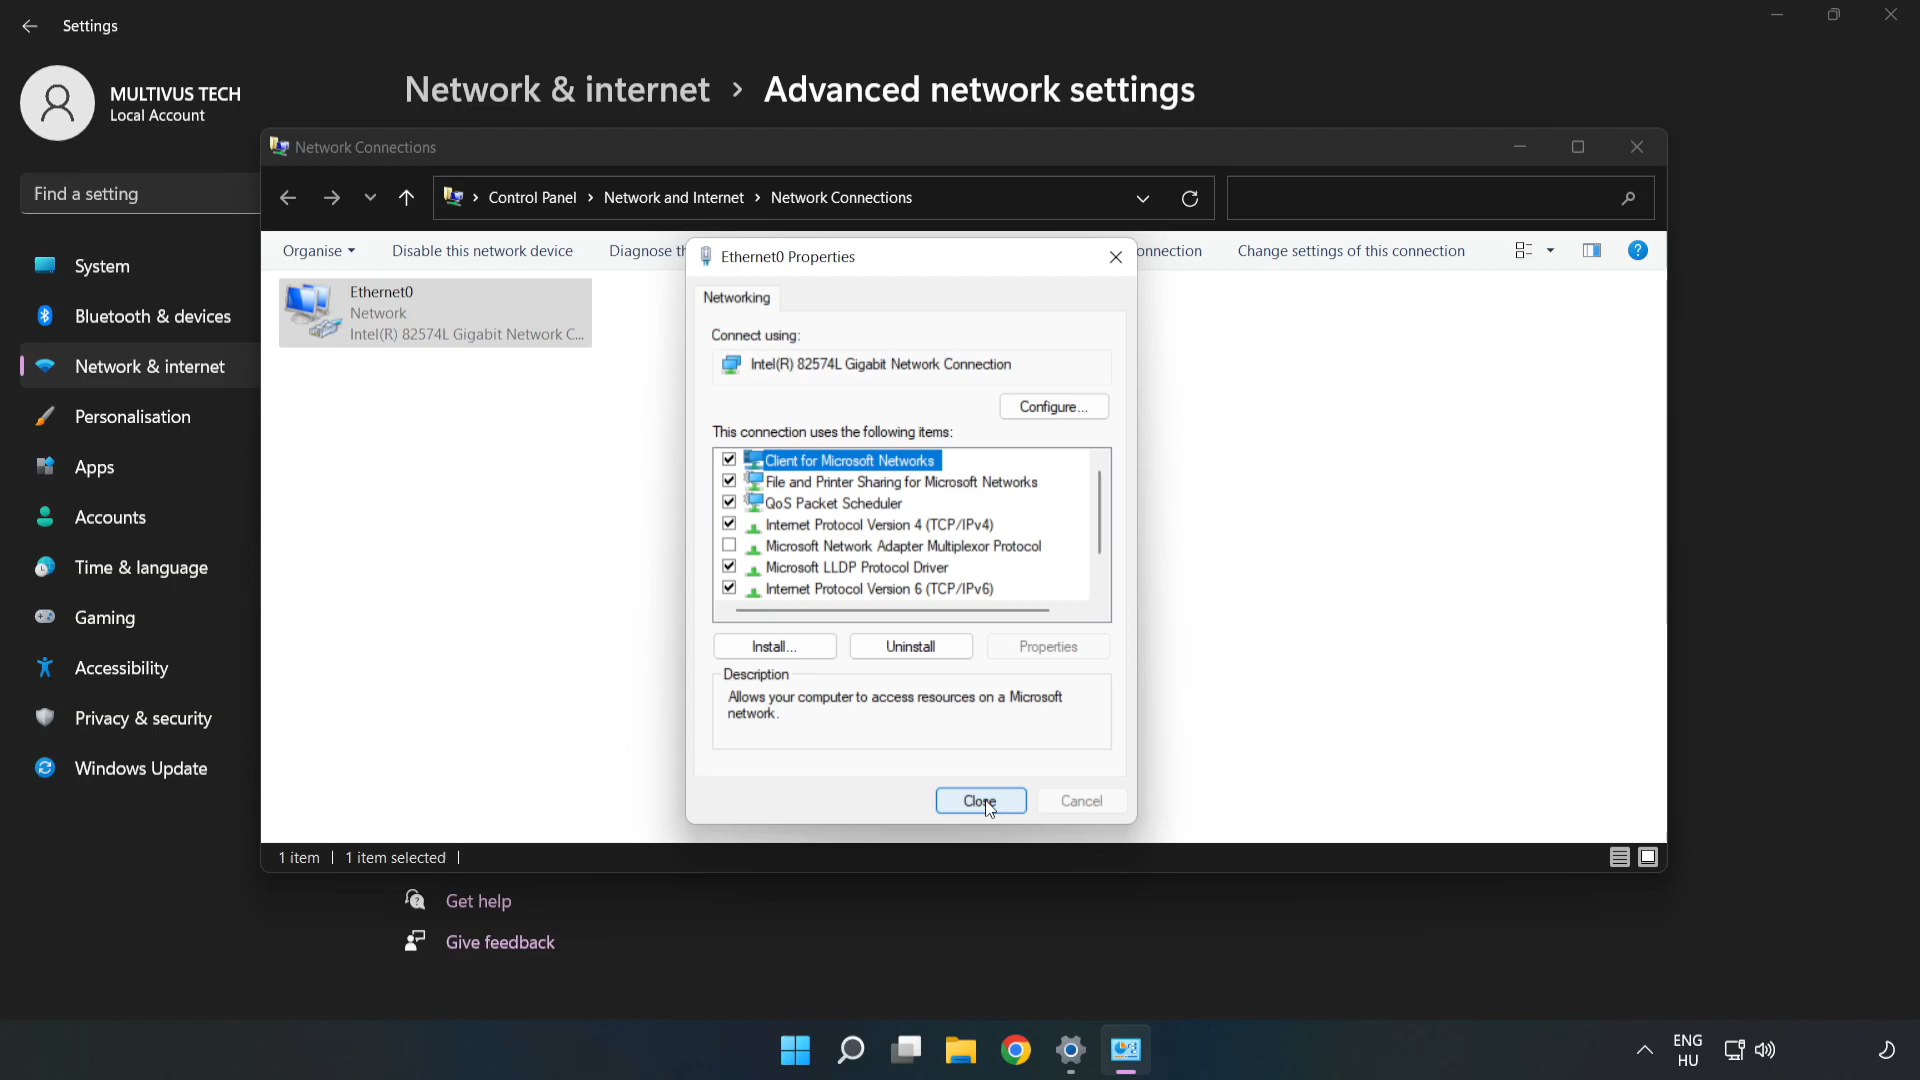 Settings
MULTIVUS TECH
Local Account
Network & internet › Advanced network settings
Find a setting
System
Bluetooth & devices
Network & internet
Personalisation
Apps
Accounts
Time & language
Gaming
Accessibility
Privacy & security
Windows Update
Network Connections
Control Panel › Network and Internet › Network Connections
Organise
Disable this network device
Diagnose th
onnection
Change settings of this connection
Ethernet0
Network
Intel(R) 82574L Gigabit Network C...
Ethernet0 Properties
Networking
Connect using:
Intel(R) 82574L Gigabit Network Connection
Configure...
This connection uses the following items:
Client for Microsoft Networks
File and Printer Sharing for Microsoft Networks
QoS Packet Scheduler
Internet Protocol Version 4 (TCP/IPv4)
Microsoft Network Adapter Multiplexor Protocol
Microsoft LLDP Protocol Driver
Internet Protocol Version 6 (TCP/IPv6)
Install...
Uninstall
Properties
Description
Allows your computer to access resources on a Microsoft
network.
Close
Cancel
1 item
1 item selected
Get help
Give feedback
ENG
HU